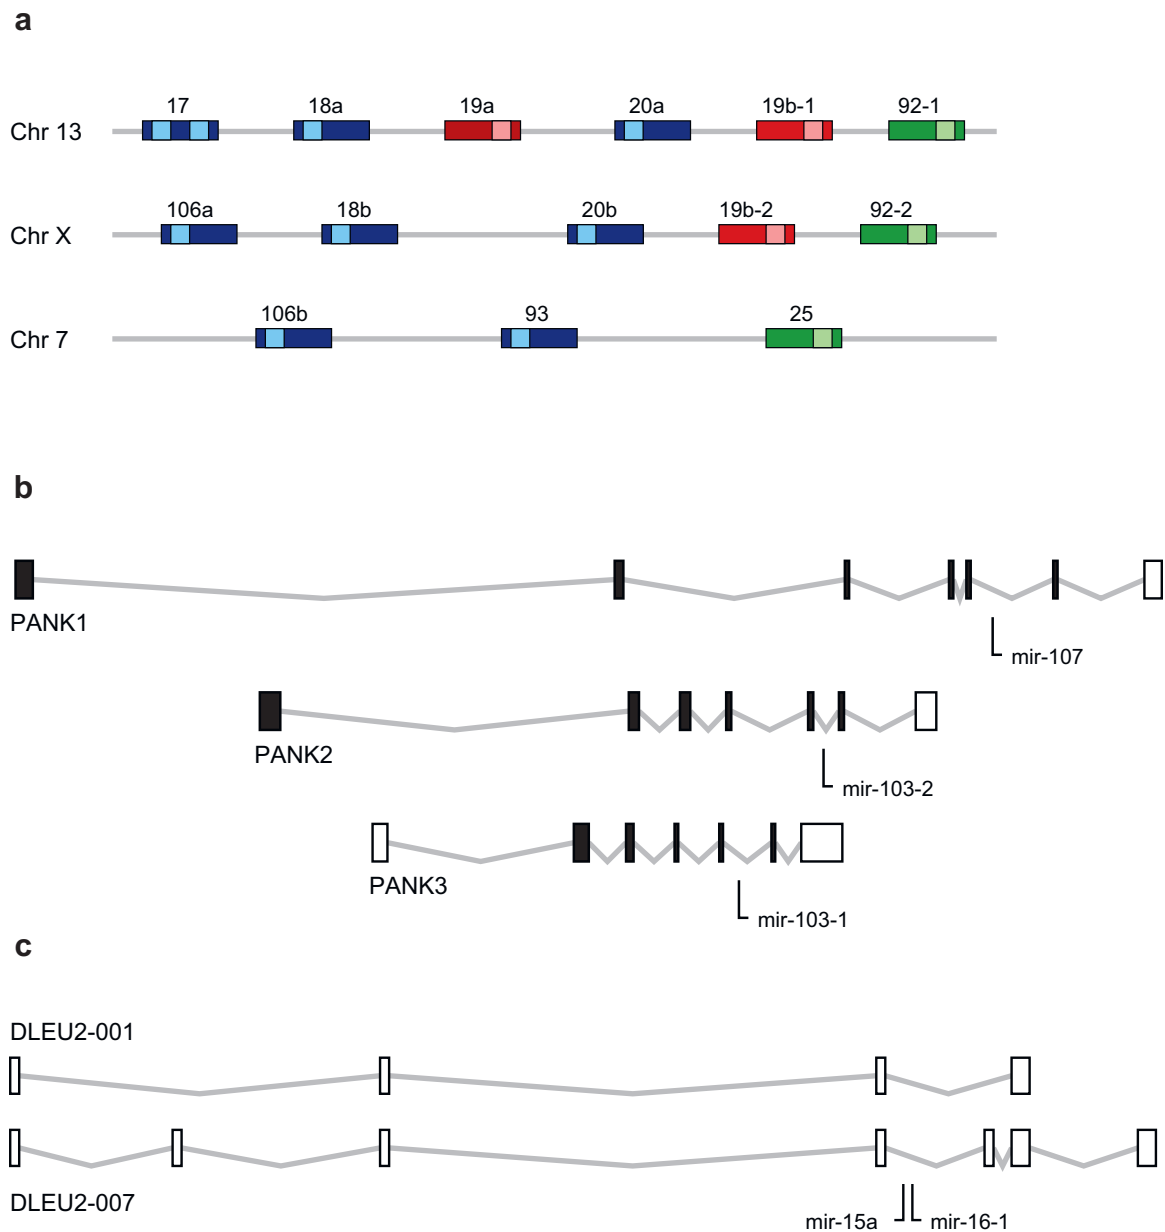 a
17 18a 19a 20a 19b-1 92-1
Chr 13
106a 18b 20b 19b-2 92-2
Chr X
106b 93 25
Chr 7
b
PANK1
mir-107
PANK2
mir-103-2
PANK3
mir-103-1
c
DLEU2-001
DLEU2-007
mir-15a mir-16-1